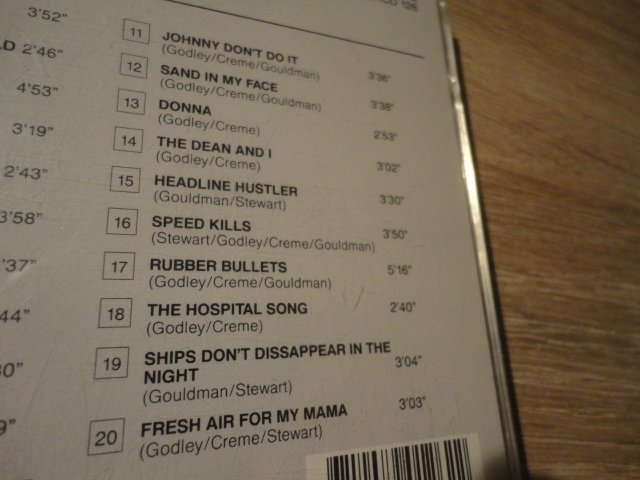 3'52"
2'46"
4'53"
3'19"
2'43"
3'58"
'37"
44"
0"
9"
11 JOHNNY DON'T DO IT
(Godley/Creme/Gouldman) 3'36"
12 SAND IN MY FACE
(Godley/Creme/Gouldman) 3'38"
13 DONNA
(Godley/Creme) 2'53"
14 THE DEAN AND I
(Godley/Creme) 3'02"
15 HEADLINE HUSTLER
(Gouldman/Stewart) 3'30"
16 SPEED KILLS
(Stewart/Godley/Creme/Gouldman) 3'50"
17 RUBBER BULLETS 5'16"
(Godley/Creme/Gouldman)
18 THE HOSPITAL SONG 2'40"
(Godley/Creme)
19 SHIPS DON'T DISSAPPEAR IN THE
NIGHT 3'04"
(Gouldman/Stewart)
20 FRESH AIR FOR MY MAMA 3'03"
(Godley/Creme/Stewart)